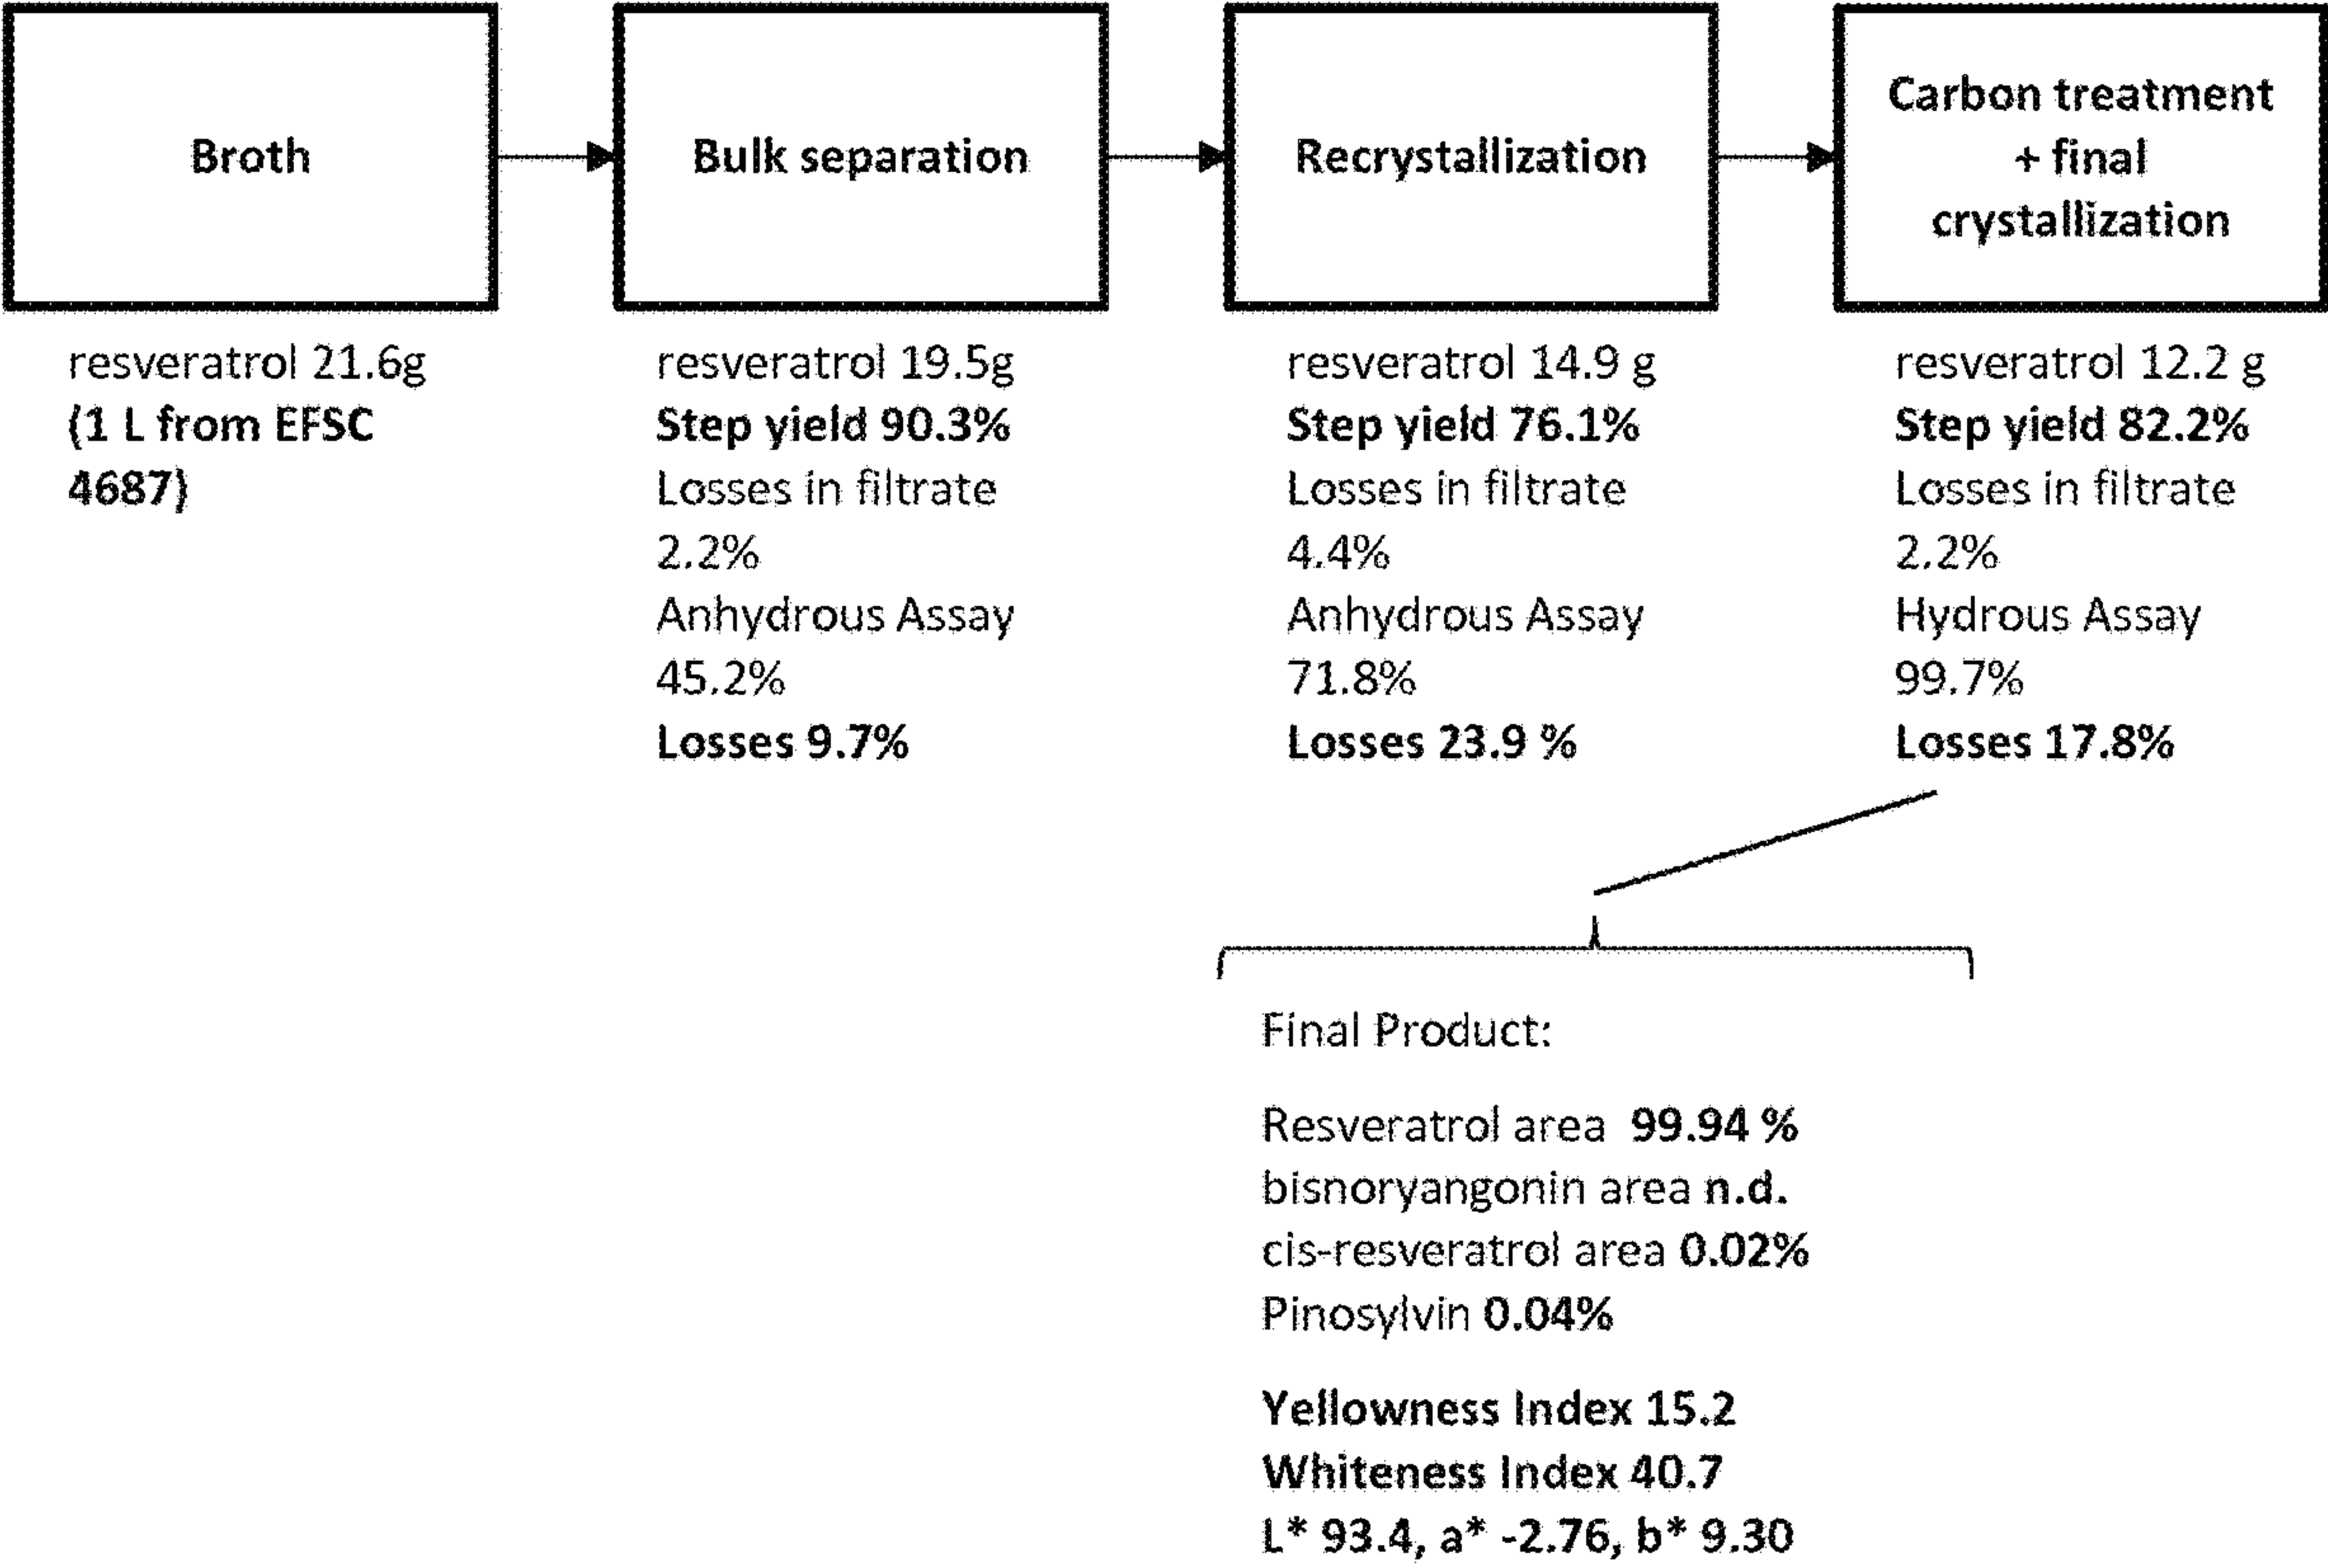 Broth
Bulk separation
Recrystallization
Carbon treatment
+ final
crystallization
resveratrol 21.6g
(1 L from EFSC
4687)
resveratrol 19.5g
Step yield 90.3%
Losses in filtrate
2.2%
Anhydrous Assay
45.2%
Losses 9.7%
resveratrol 14.9 g
Step yield 76.1%
Losses in filtrate
4.4%
Anhydrous Assay
71.8%
Losses 23.9 %
resveratrol 12.2 g
Step yield 82.2%
Losses in filtrate
2.2%
Hydrous Assay
99.7%
Losses 17.8%
Final Product:
Resveratrol area 99.94 %
bisnoryangonin area n.d.
cis-resveratrol area 0.02%
Pinosylvin 0.04%
Yellowness Index 15.2
Whiteness Index 40.7
L* 93.4, a* -2.76, b* 9.30